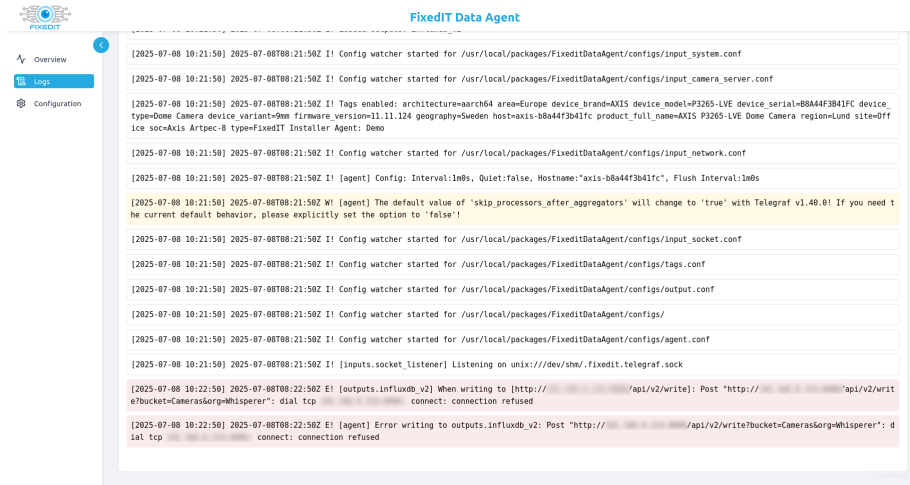 FIXEDIT
FixedIT Data Agent
Overview
Logs
Configuration
[2025-07-08 10:21:50] 2025-07-08T08:21:50Z I! Config watcher started for /usr/local/packages/FixeditDataAgent/configs/input_system.conf
[2025-07-08 10:21:50] 2025-07-08T08:21:50Z I! Config watcher started for /usr/local/packages/FixeditDataAgent/configs/input_camera_server.conf
[2025-07-08 10:21:50] 2025-07-08T08:21:50Z I! Tags enabled: architecture=aarch64 area=Europe device_brand=AXIS device_model=P3265-LVE device_serial=B8A44F3B41FC device_
type=Dome Camera device_variant=9mm firmware_version=11.11.124 geography=Sweden host=axis-b8a44f3b41fc product_full_name=AXIS P3265-LVE Dome Camera region=Lund site=Off
ice soc=Axis Artpec-8 type=FixedIT Installer Agent: Demo
[2025-07-08 10:21:50] 2025-07-08T08:21:50Z I! Config watcher started for /usr/local/packages/FixeditDataAgent/configs/input_network.conf
[2025-07-08 10:21:50] 2025-07-08T08:21:50Z I! [agent] Config: Interval:1m0s, Quiet:false, Hostname:"axis-b8a44f3b41fc", Flush Interval:1m0s
[2025-07-08 10:21:50] 2025-07-08T08:21:50Z W! [agent] The default value of 'skip_processors_after_aggregators' will change to 'true' with Telegraf v1.40.0! If you need t
he current default behavior, please explicitly set the option to 'false'!
[2025-07-08 10:21:50] 2025-07-08T08:21:50Z I! Config watcher started for /usr/local/packages/FixeditDataAgent/configs/input_socket.conf
[2025-07-08 10:21:50] 2025-07-08T08:21:50Z I! Config watcher started for /usr/local/packages/FixeditDataAgent/configs/tags.conf
[2025-07-08 10:21:50] 2025-07-08T08:21:50Z I! Config watcher started for /usr/local/packages/FixeditDataAgent/configs/output.conf
[2025-07-08 10:21:50] 2025-07-08T08:21:50Z I! Config watcher started for /usr/local/packages/FixeditDataAgent/configs/
[2025-07-08 10:21:50] 2025-07-08T08:21:50Z I! Config watcher started for /usr/local/packages/FixeditDataAgent/configs/agent.conf
[2025-07-08 10:21:50] 2025-07-08T08:21:50Z I! [inputs.socket_listener] Listening on unix:///dev/shm/.fixedit.telegraf.sock
[2025-07-08 10:22:50] 2025-07-08T08:22:50Z E! [outputs.influxdb_v2] When writing to [http:// /api/v2/write]: Post "http:// /api/v2/writ
e?bucket=Cameras&org=Whisperer": dial tcp connect: connection refused
[2025-07-08 10:22:50] 2025-07-08T08:22:50Z E! [agent] Error writing to outputs.influxdb_v2: Post "http:// /api/v2/write?bucket=Cameras&org=Whisperer": d
ial tcp connect: connection refused